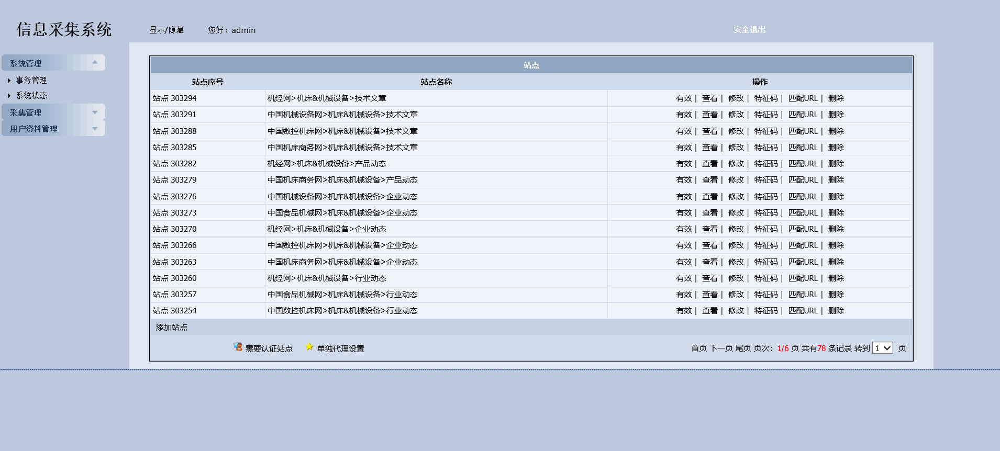 信息采集系统
显示/隐藏 您好：admin 安全退出
系统管理
事务管理
系统状态
采集管理
用户资料管理
站点
站点序号 站点名称 操作
站点 303294 机经网>机床&机械设备>技术文章 有效 | 查看 | 修改 | 特征码 | 匹配URL | 删除
站点 303291 中国机械设备网>机床&机械设备>技术文章 有效 | 查看 | 修改 | 特征码 | 匹配URL | 删除
站点 303288 中国数控机床网>机床&机械设备>技术文章 有效 | 查看 | 修改 | 特征码 | 匹配URL | 删除
站点 303285 中国机床商务网>机床&机械设备>技术文章 有效 | 查看 | 修改 | 特征码 | 匹配URL | 删除
站点 303282 机经网>机床&机械设备>产品动态 有效 | 查看 | 修改 | 特征码 | 匹配URL | 删除
站点 303279 中国机床商务网>机床&机械设备>产品动态 有效 | 查看 | 修改 | 特征码 | 匹配URL | 删除
站点 303276 中国机械设备网>机床&机械设备>企业动态 有效 | 查看 | 修改 | 特征码 | 匹配URL | 删除
站点 303273 中国食品机械网>机床&机械设备>企业动态 有效 | 查看 | 修改 | 特征码 | 匹配URL | 删除
站点 303270 机经网>机床&机械设备>企业动态 有效 | 查看 | 修改 | 特征码 | 匹配URL | 删除
站点 303266 中国数控机床网>机床&机械设备>企业动态 有效 | 查看 | 修改 | 特征码 | 匹配URL | 删除
站点 303263 中国机床商务网>机床&机械设备>企业动态 有效 | 查看 | 修改 | 特征码 | 匹配URL | 删除
站点 303260 机经网>机床&机械设备>行业动态 有效 | 查看 | 修改 | 特征码 | 匹配URL | 删除
站点 303257 中国食品机械网>机床&机械设备>行业动态 有效 | 查看 | 修改 | 特征码 | 匹配URL | 删除
站点 303254 中国数控机床网>机床&机械设备>行业动态 有效 | 查看 | 修改 | 特征码 | 匹配URL | 删除
添加站点
需要认证站点 单独代理设置 首页 下一页 尾页 页次：1/6 页 共有78 条记录 转到 1 页